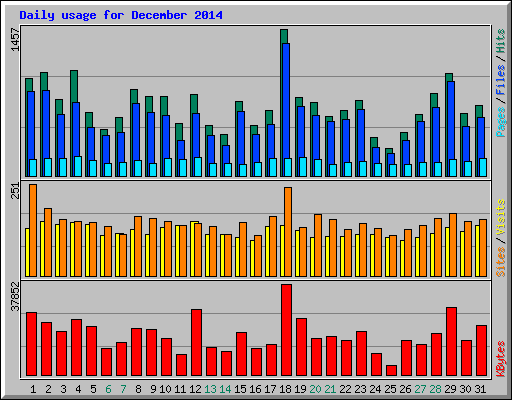 Daily usage for December 2014
1457
251
37852
Pages / Files / Hits
Sites / Visits
KBytes
1 2 3 4 5 6 7 8 9 10 11 12 13 14 15 16 17 18 19 20 21 22 23 24 25 26 27 28 29 30 31